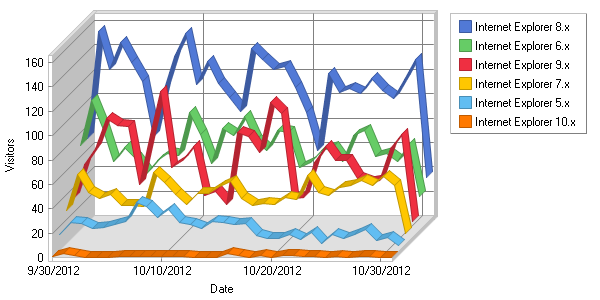 Internet Explorer 8.x
Internet Explorer 6.x
Internet Explorer 9.x
Internet Explorer 7.x
Internet Explorer 5.x
Internet Explorer 10.x
Visitors
160
140
120
100
80
60
40
20
0
9/30/2012 10/10/2012 10/20/2012 10/30/2012
Date